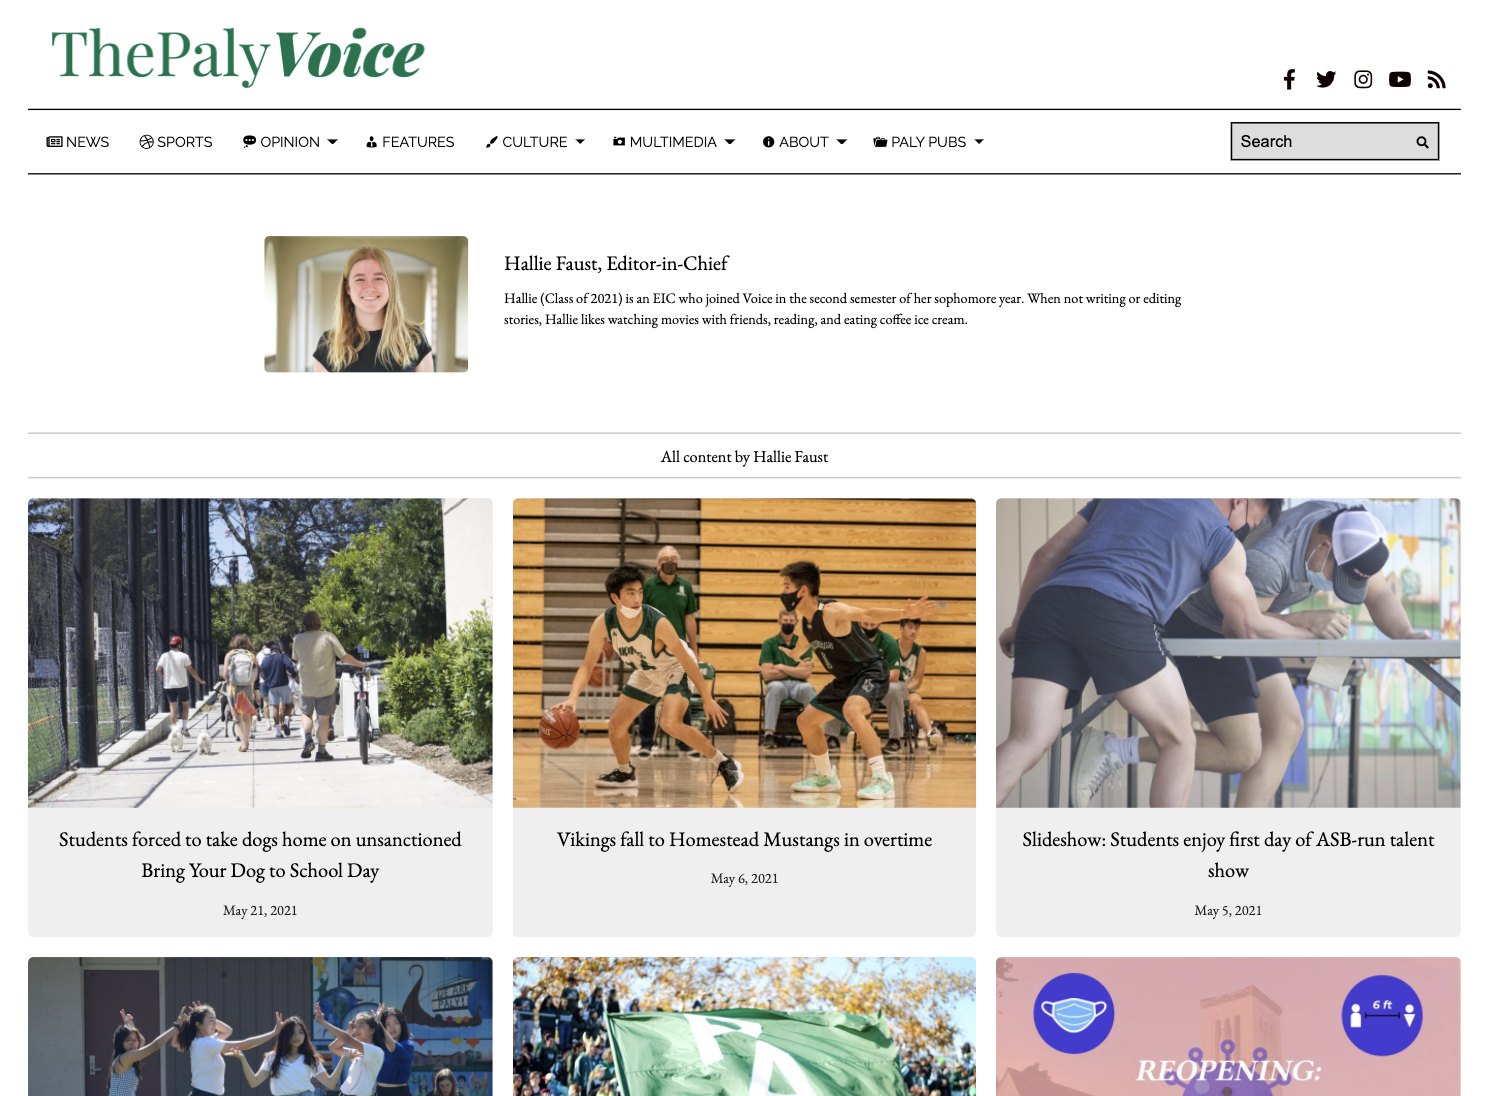 ThePalyVoice
NEWS SPORTS OPINION FEATURES CULTURE MULTIMEDIA ABOUT PALY PUBS Search
Hallie Faust, Editor-in-Chief
Hallie (Class of 2021) is an EIC who joined Voice in the second semester of her sophomore year. When not writing or editing
stories, Hallie likes watching movies with friends, reading, and eating coffee ice cream.
All content by Hallie Faust
Students forced to take dogs home on unsanctioned
Bring Your Dog to School Day
May 21, 2021
Vikings fall to Homestead Mustangs in overtime
May 6, 2021
Slideshow: Students enjoy first day of ASB-run talent
show
May 5, 2021
WE ARE
PALY!
6 ft
REOPENING: